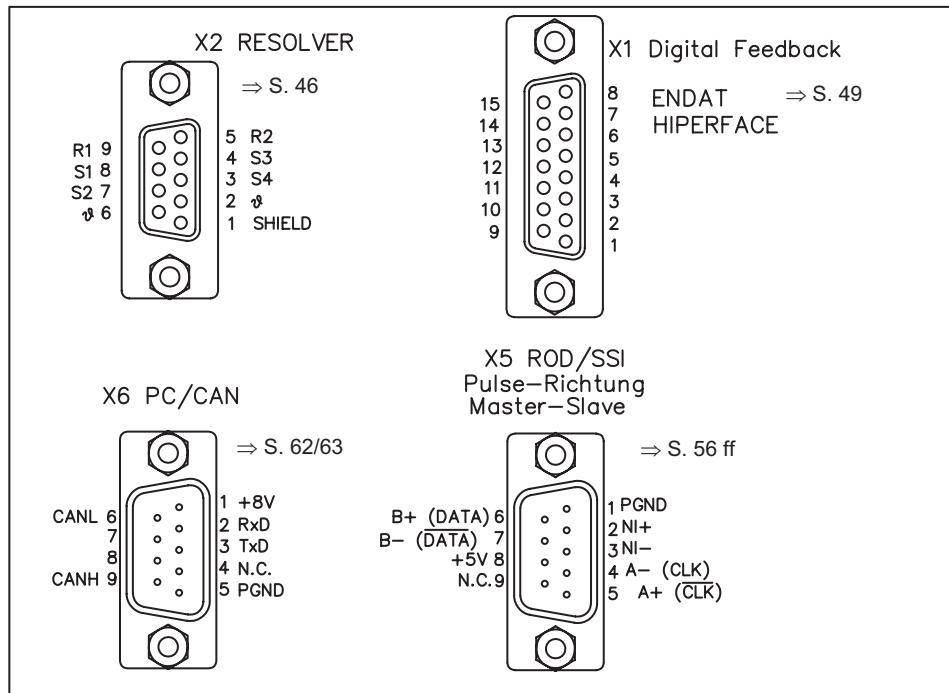 X2 RESOLVER
⇒ S. 46
R1 9
S1 8
S2 7
ϑ 6
5 R2
4 S3
3 S4
2 ϑ
1 SHIELD
X1 Digital Feedback
ENDAT ⇒ S. 49
HIPERFACE
15
14
13
12
11
10
9
8
7
6
5
4
3
2
1
X6 PC/CAN
⇒ S. 62/63
CANL 6
7
8
CANH 9
1 +8V
2 RxD
3 TxD
4 N.C.
5 PGND
X5 ROD/SSI
Pulse-Richtung
Master-Slave
⇒ S. 56 ff
B+ (DATA) 6
B- (D̅A̅T̅A̅) 7
+5V 8
N.C. 9
1 PGND
2 NI+
3 NI-
4 A- (CLK)
5 A+ (C̅L̅K̅)